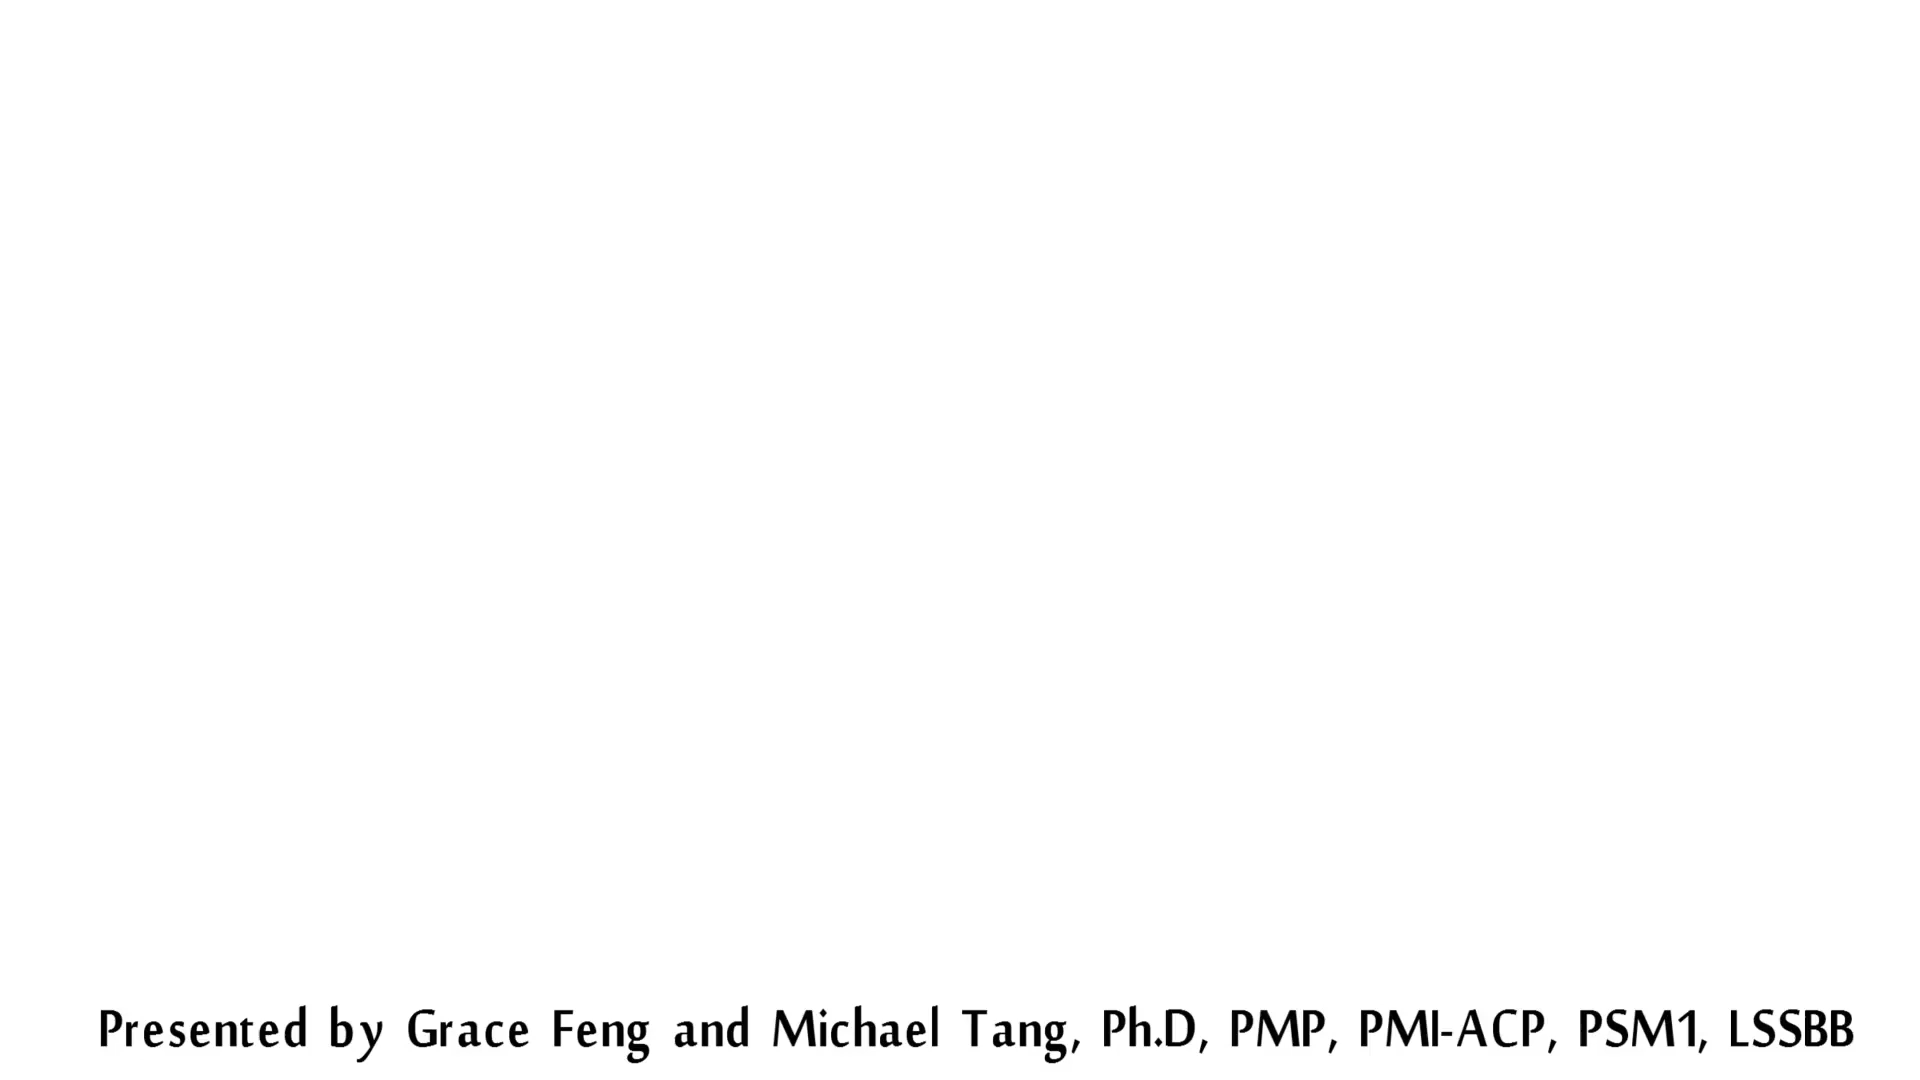 Presented by Grace Feng and Michael Tang, Ph.D, PMP, PMI-ACP, PSM1, LSSBB